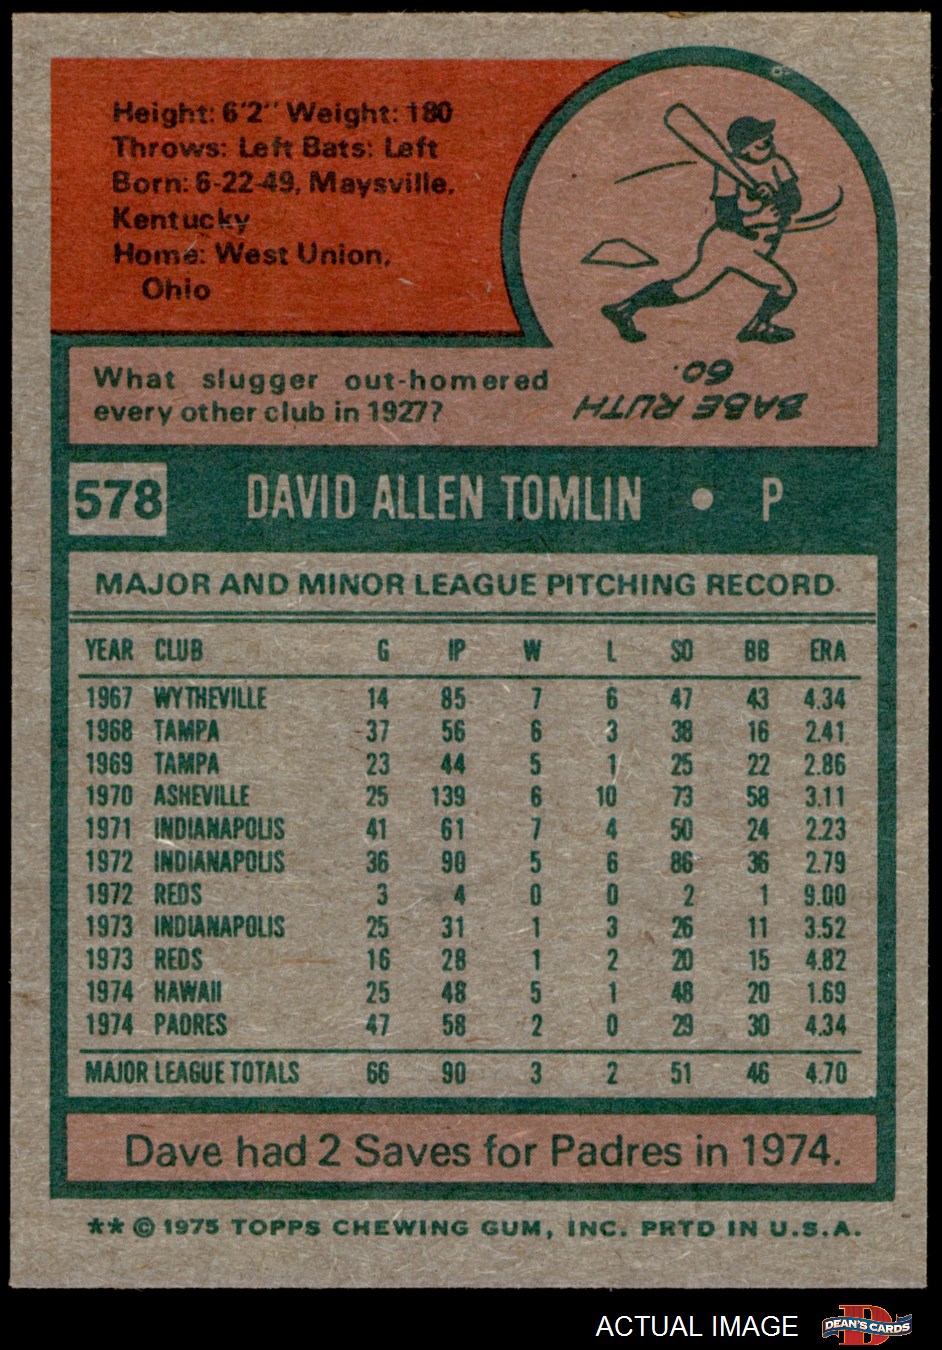 Height: 6'2" Weight: 180
Throws: Left Bats: Left
Born: 6-22-49, Maysville,
Kentucky
Home: West Union,
Ohio
What slugger out-homered
every other club in 1927?
BABE RUTH
60.
578 DAVID ALLEN TOMLIN • P
MAJOR AND MINOR LEAGUE PITCHING RECORD
YEAR CLUB G IP W L SO BB ERA
1967 WYTHEVILLE 14 85 7 6 47 43 4.34
1968 TAMPA 37 56 6 3 38 16 2.41
1969 TAMPA 23 44 5 1 25 22 2.86
1970 ASHEVILLE 25 139 6 10 73 58 3.11
1971 INDIANAPOLIS 41 61 7 4 50 24 2.23
1972 INDIANAPOLIS 36 90 5 6 86 36 2.79
1972 REDS 3 4 0 0 2 1 9.00
1973 INDIANAPOLIS 25 31 1 3 26 11 3.52
1973 REDS 16 28 1 2 20 15 4.82
1974 HAWAII 25 48 5 1 48 20 1.69
1974 PADRES 47 58 2 0 29 30 4.34
MAJOR LEAGUE TOTALS 66 90 3 2 51 46 4.70
Dave had 2 Saves for Padres in 1974.
** © 1975 TOPPS CHEWING GUM, INC. PRTD IN U.S.A.
ACTUAL IMAGE DEAN'S CARDS